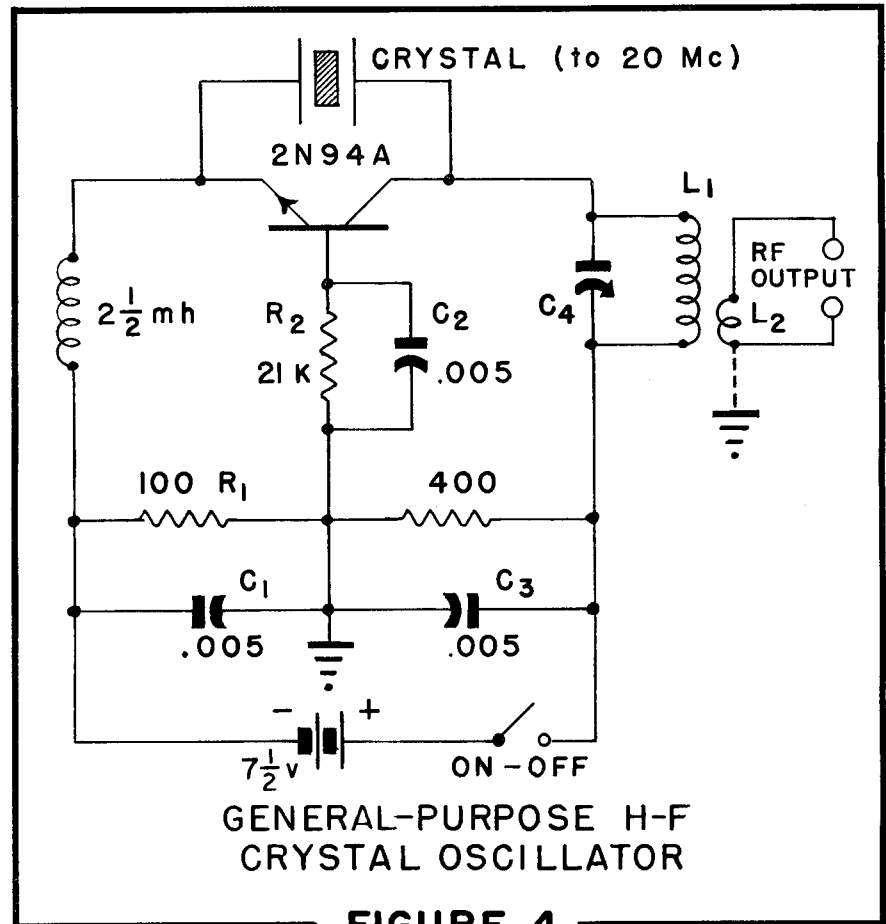 CRYSTAL (to 20 Mc)
2N94A
L1
2 1/2 mh
R2
21 K
C2
.005
C4
RF
OUTPUT
L2
100 R1
400
C1
.005
C3
.005
- +
7 1/2 v
ON-OFF
GENERAL-PURPOSE H-F
CRYSTAL OSCILLATOR
FIGURE 4